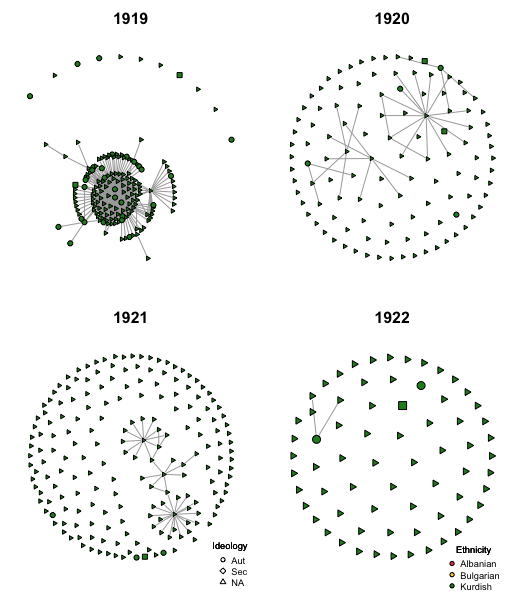 1919
1920
1921
1922
Ideology
Aut
Sec
NA
Ethnicity
Albanian
Bulgarian
Kurdish